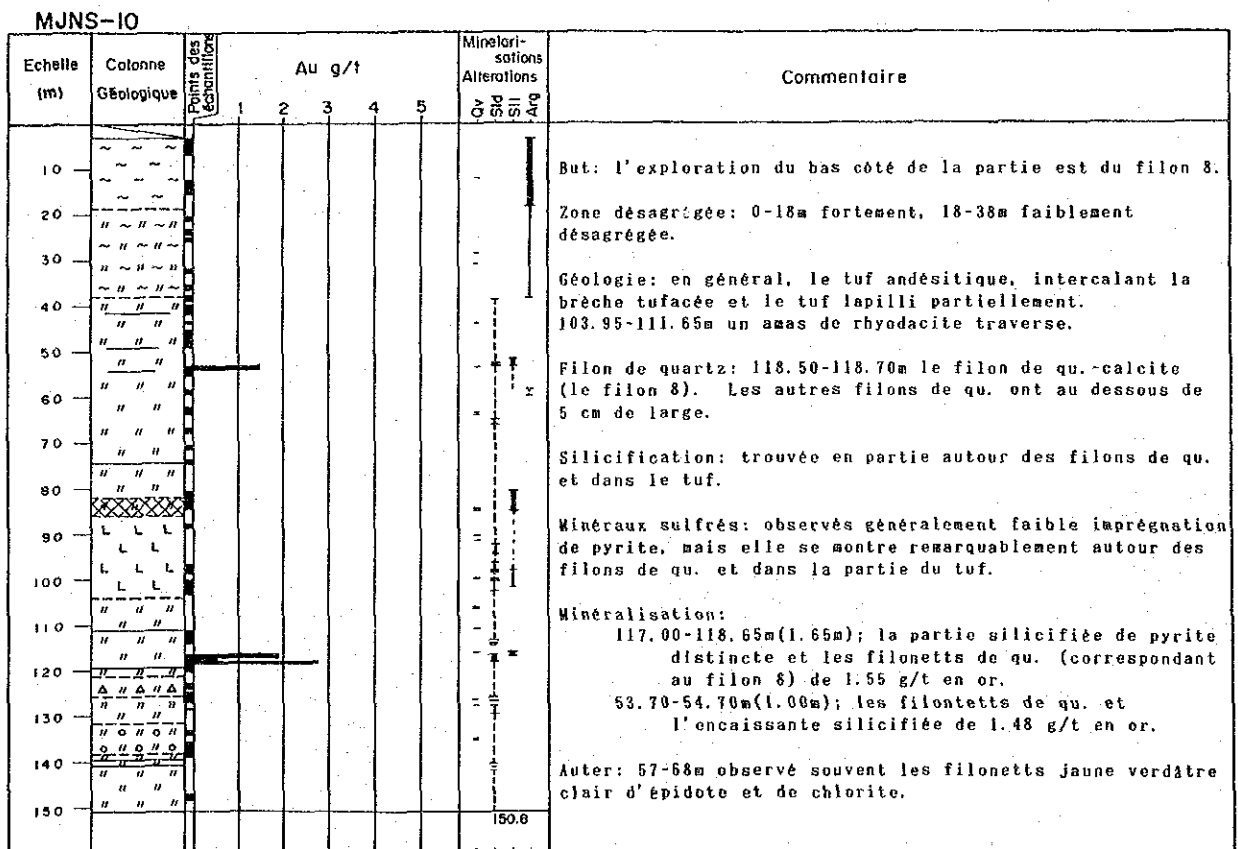 MJNS-10
Echelle
(m)
Colonne
Géologique
Points des
échantillons
Au g/t
1 2 3 4 5
Minelari-
sations
Alterations
Qv
Std
Sil
Arg
Commentaire
10
20
30
40
50
60
70
80
90
100
110
120
130
140
150
150.8
But: l'exploration du bas côté de la partie est du filon 8.
Zone désagrégée: 0-18m fortement, 18-38m faiblement
désagrégée.
Géologie: en général, le tuf andésitique, intercalant la
brèche tufacée et le tuf lapilli partiellement.
103.95-111.65m un amas de rhyodacite traverse.
Filon de quartz: 118.50-118.70m le filon de qu.-calcite
(le filon 8). Les autres filons de qu. ont au dessous de
5 cm de large.
Silicification: trouvée en partie autour des filons de qu.
et dans le tuf.
Minéraux sulfrés: observés généralement faible imprégnation
de pyrite, mais elle se montre remarquablement autour des
filons de qu. et dans la partie du tuf.
Minéralisation:
117.00-118.65m(1.65m); la partie silicifiée de pyrite
distincte et les filonetts de qu. (correspondant
au filon 8) de 1.55 g/t en or.
53.70-54.70m(1.00m); les filontetts de qu. et
l'encaissante silicifiée de 1.48 g/t en or.
Auter: 57-68m observé souvent les filonetts jaune verdâtre
clair d'épidote et de chlorite.